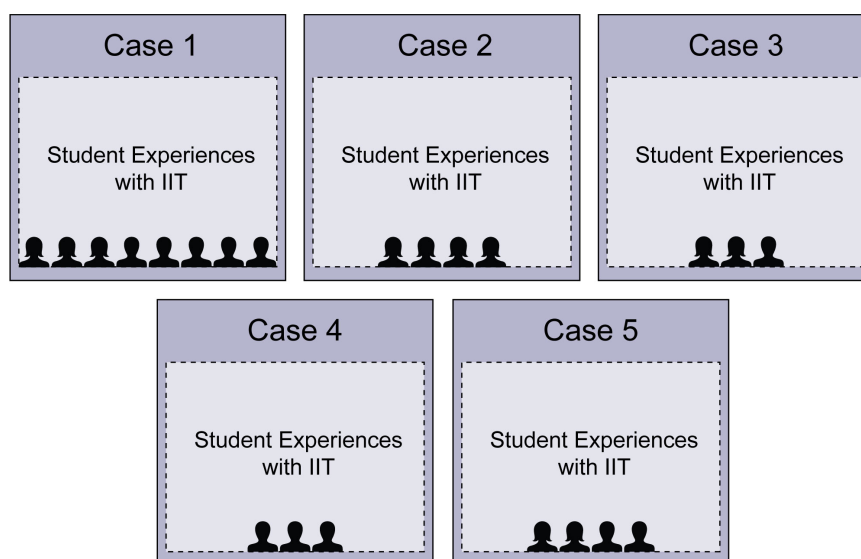 Case 1
Student Experiences
with IIT
Case 2
Student Experiences
with IIT
Case 3
Student Experiences
with IIT
Case 4
Student Experiences
with IIT
Case 5
Student Experiences
with IIT